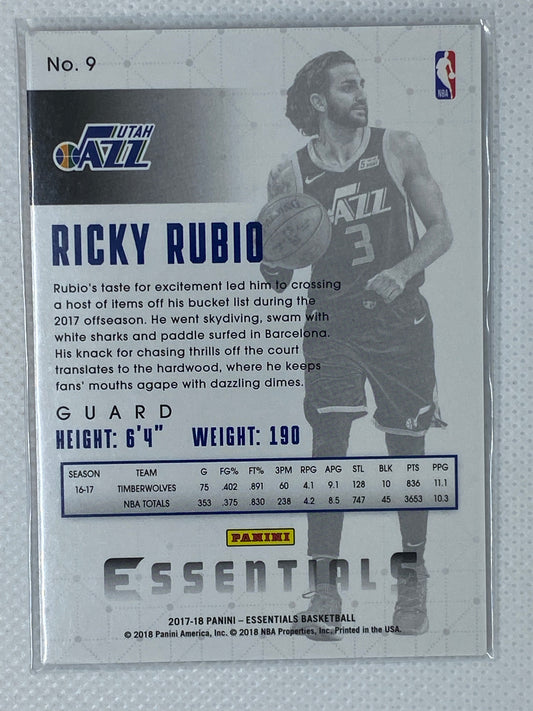 No. 9
NBA
UTAH
JAZZ
JAZZ
3
RICKY RUBIO
Rubio's taste for excitement led him to crossing
a host of items off his bucket list during the
2017 offseason. He went skydiving, swam with
white sharks and paddle surfed in Barcelona.
His knack for chasing thrills off the court
translates to the hardwood, where he keeps
fans' mouths agape with dazzling dimes.
GUARD
HEIGHT: 6'4" WEIGHT: 190
SEASON TEAM G FG% FT% 3PM RPG APG STL BLK PTS PPG
16-17 TIMBERWOLVES 75 .402 .891 60 4.1 9.1 128 10 836 11.1
NBA TOTALS 353 .375 .830 238 4.2 8.5 747 45 3653 10.3
PANINI
ESSENTIALS
2017-18 PANINI – ESSENTIALS BASKETBALL
© 2018 Panini America, Inc. © 2018 NBA Properties, Inc. Printed in the USA.